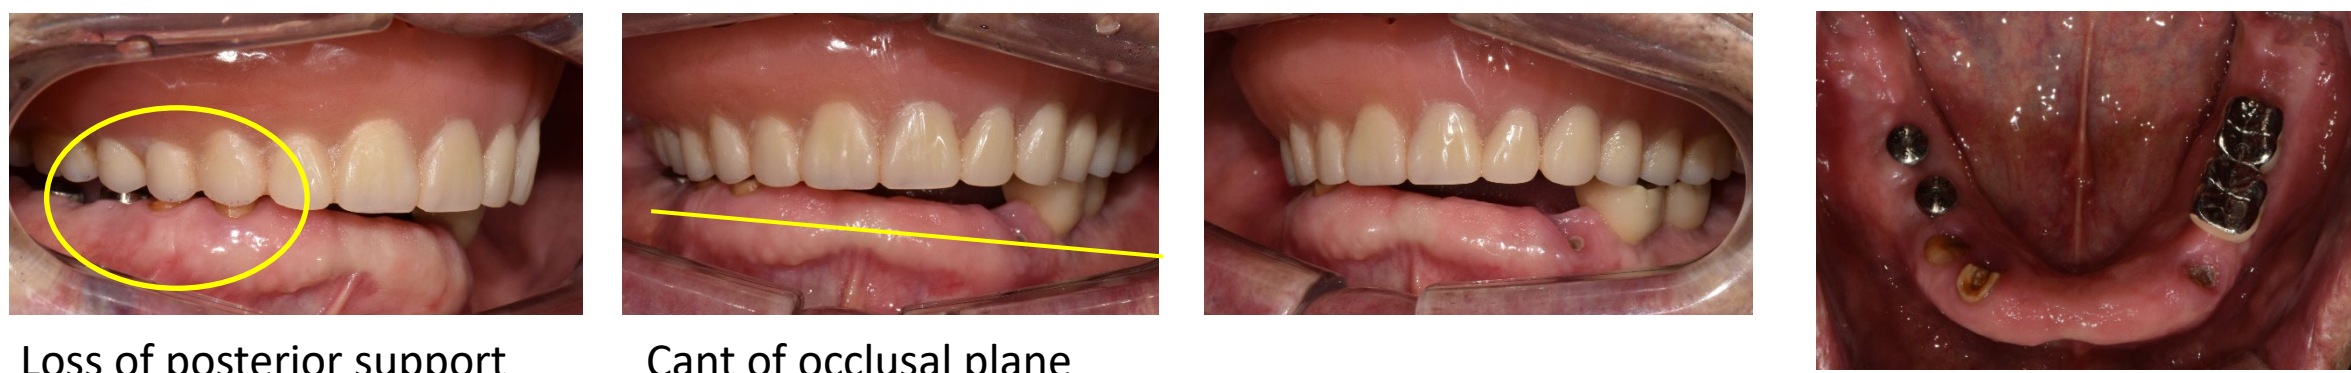 Loss of posterior support
Cant of occlusal plane